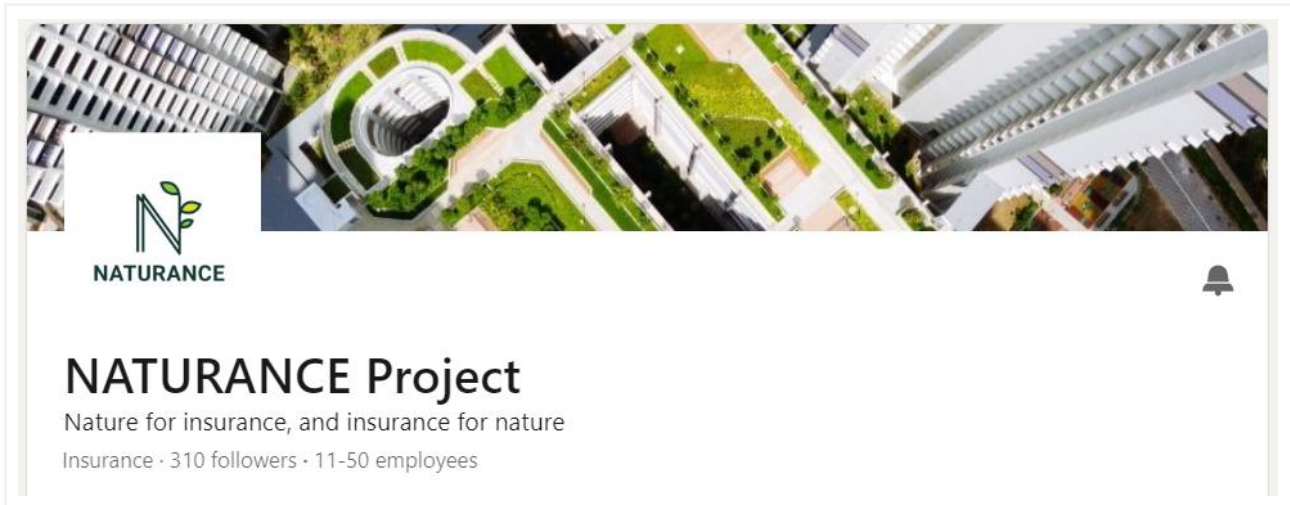 NATURANCE
NATURANCE Project
Nature for insurance, and insurance for nature
Insurance · 310 followers · 11-50 employees